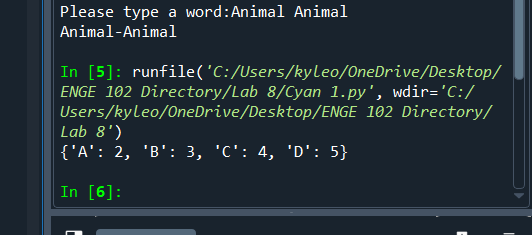 Please type a word:Animal Animal
Animal-Animal
In [5]: runfile('C:/Users/kyleo/OneDrive/Desktop/
ENGE 102 Directory/Lab 8/Cyan 1.py', wdir='C:/
Users/kyleo/OneDrive/Desktop/ENGE 102 Directory/
Lab 8')
{'A': 2, 'B': 3, 'C': 4, 'D': 5}
In [6]: